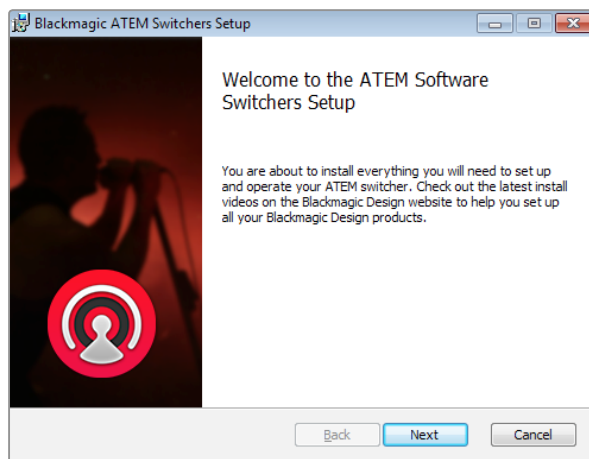 Blackmagic ATEM Switchers Setup
Welcome to the ATEM Software
Switchers Setup
You are about to install everything you will need to set up
and operate your ATEM switcher. Check out the latest install
videos on the Blackmagic Design website to help you set up
all your Blackmagic Design products.
Back Next Cancel